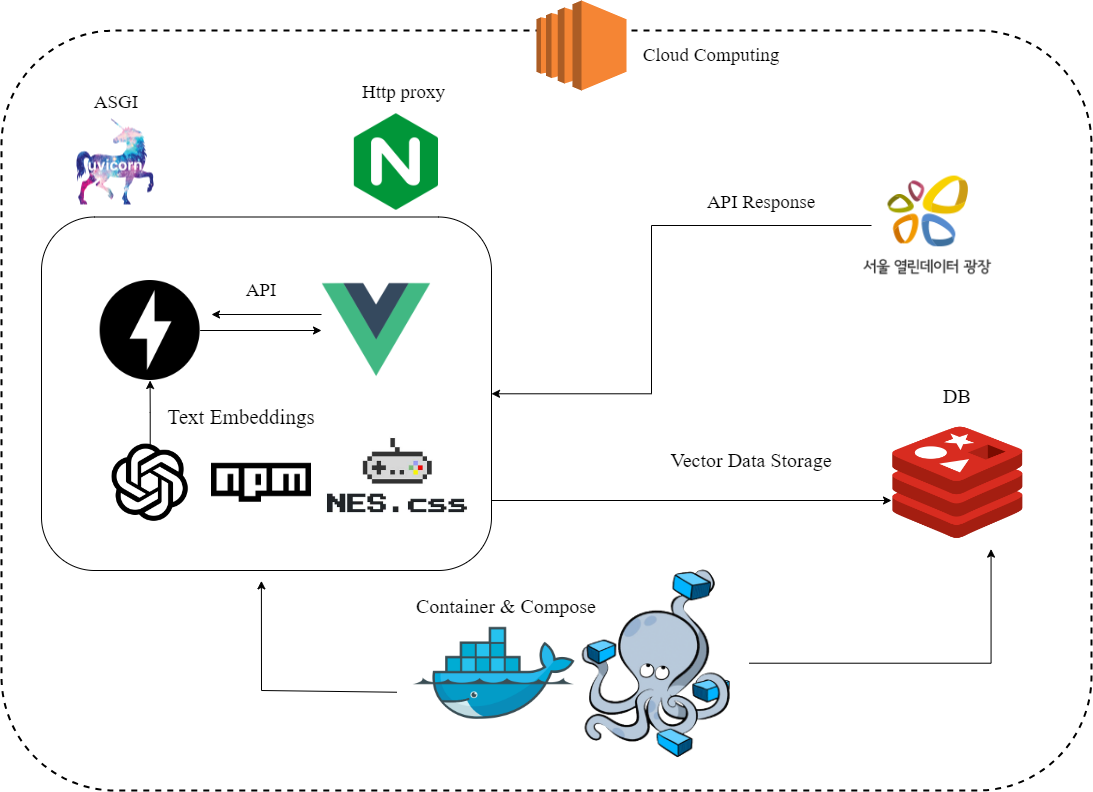 Cloud Computing
ASGI
uvicorn
Http proxy
N
API Response
서울 열린데이터 광장
API
Text Embeddings
npm
NES.css
DB
Vector Data Storage
Container & Compose